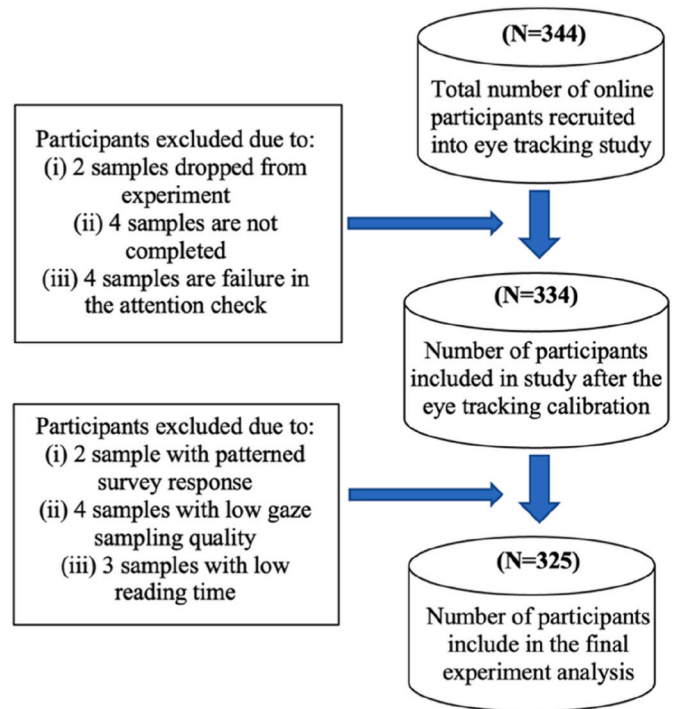 (N=344)
Total number of online
participants recruited
into eye tracking study
Participants excluded due to:
(i) 2 samples dropped from
experiment
(ii) 4 samples are not
completed
(iii) 4 samples are failure in
the attention check
(N=334)
Number of participants
included in study after the
eye tracking calibration
Participants excluded due to:
(i) 2 sample with patterned
survey response
(ii) 4 samples with low gaze
sampling quality
(iii) 3 samples with low
reading time
(N=325)
Number of participants
include in the final
experiment analysis